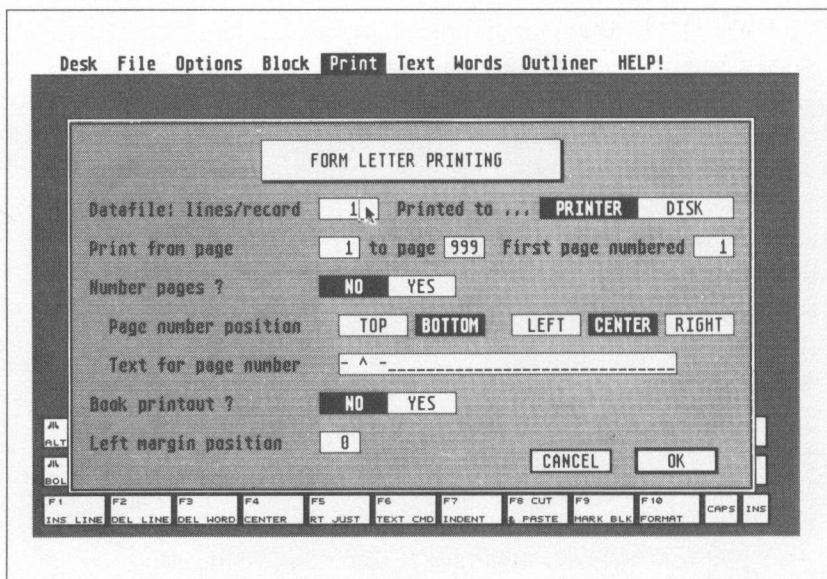 Desk File Options Block Print Text Words Outliner HELP!
FORM LETTER PRINTING
Datafile: lines/record 1 Printed to ... PRINTER DISK
Print from page 1 to page 999 First page numbered 1
Number pages ? NO YES
Page number position TOP BOTTOM LEFT CENTER RIGHT
Text for page number - ^ -______________________________
Book printout ? NO YES
Left margin position 0
CANCEL OK
ALT
BOL
F1 F2 F3 F4 F5 F6 F7 F8 CUT F9 F10
INS LINE DEL LINE DEL WORD CENTER RT JUST TEXT CMD INDENT & PASTE MARK BLK FORMAT CAPS INS